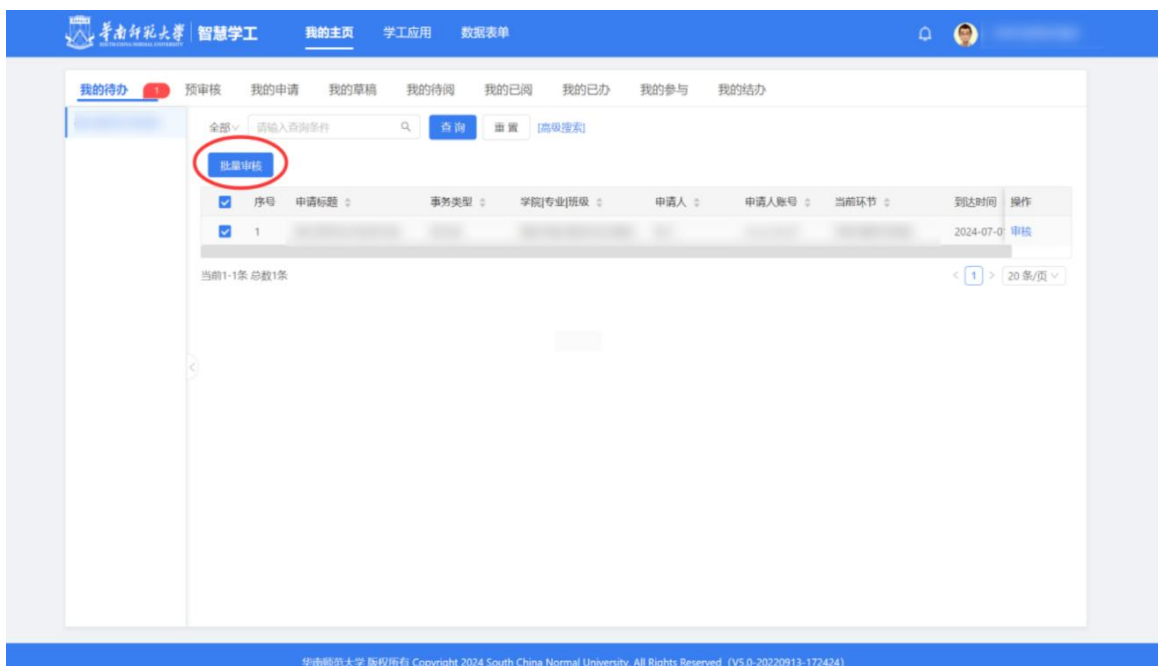 华南师范大学 智慧学工 我的主页 学工应用 数据表单
SOUTH CHINA NORMAL UNIVERSITY
我的待办 1 预审核 我的申请 我的草稿 我的待阅 我的已阅 我的已办 我的参与 我的结办
全部 请输入查询条件 查 询 重 置 [高级搜索]
批量审核
序号 申请标题 事务类型 学院|专业|班级 申请人 申请人账号 当前环节 到达时间 操作
1 2024-07-0 审核
当前1-1条 总数1条 1 20 条/页
华南师范大学 版权所有 Copyright 2024 South China Normal University. All Rights Reserved (V5.0-20220913-172424)